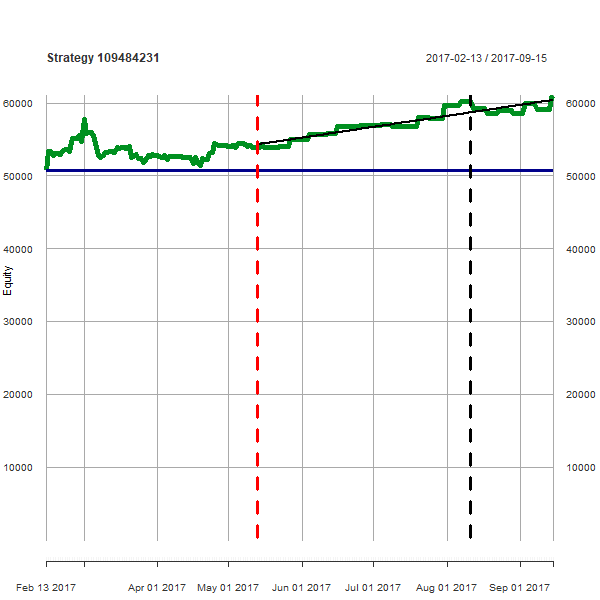 Strategy 109484231
2017-02-13 / 2017-09-15
60000
60000
50000
50000
40000
40000
Equity
30000
30000
20000
20000
10000
10000
Feb 13 2017
Apr 01 2017
May 01 2017
Jun 01 2017
Jul 01 2017
Aug 01 2017
Sep 01 2017